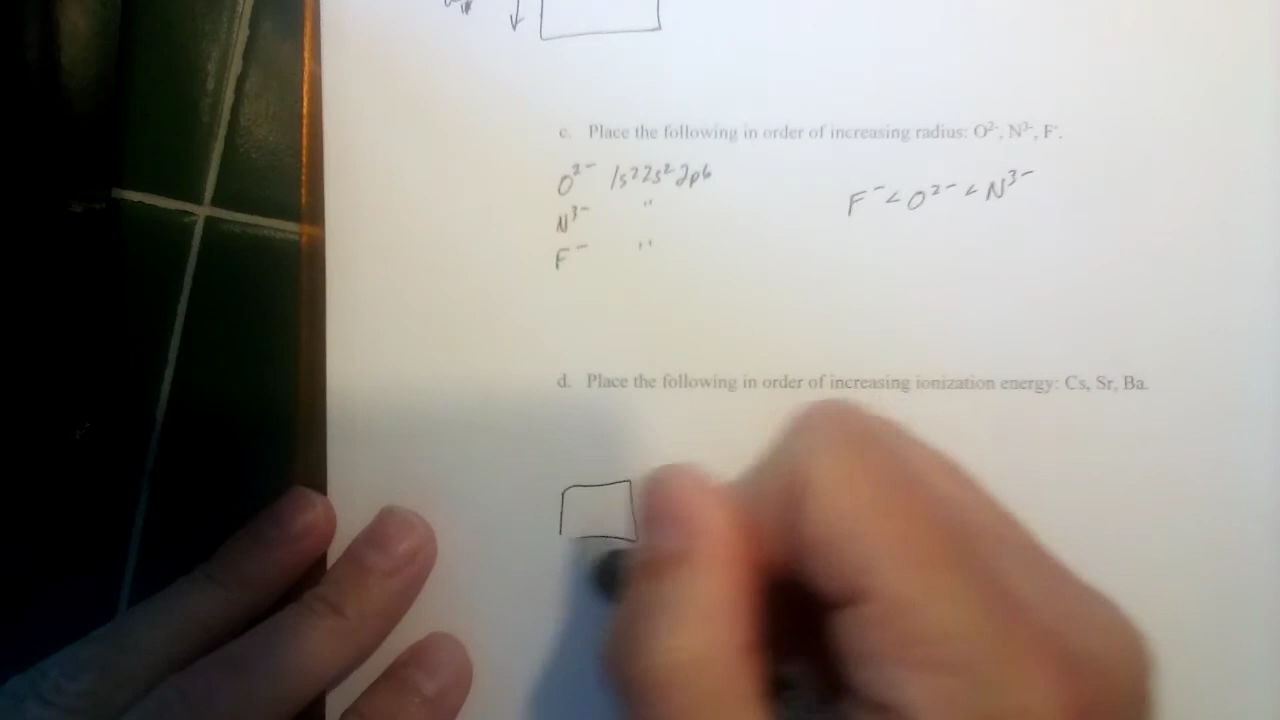 c. Place the following in order of increasing radius: O²⁻, N³⁻, F⁻.
O²⁻ 1s²2s²2p6
N³⁻ "
F⁻ "
F⁻ < O²⁻ < N³⁻
d. Place the following in order of increasing ionization energy: Cs, Sr, Ba.